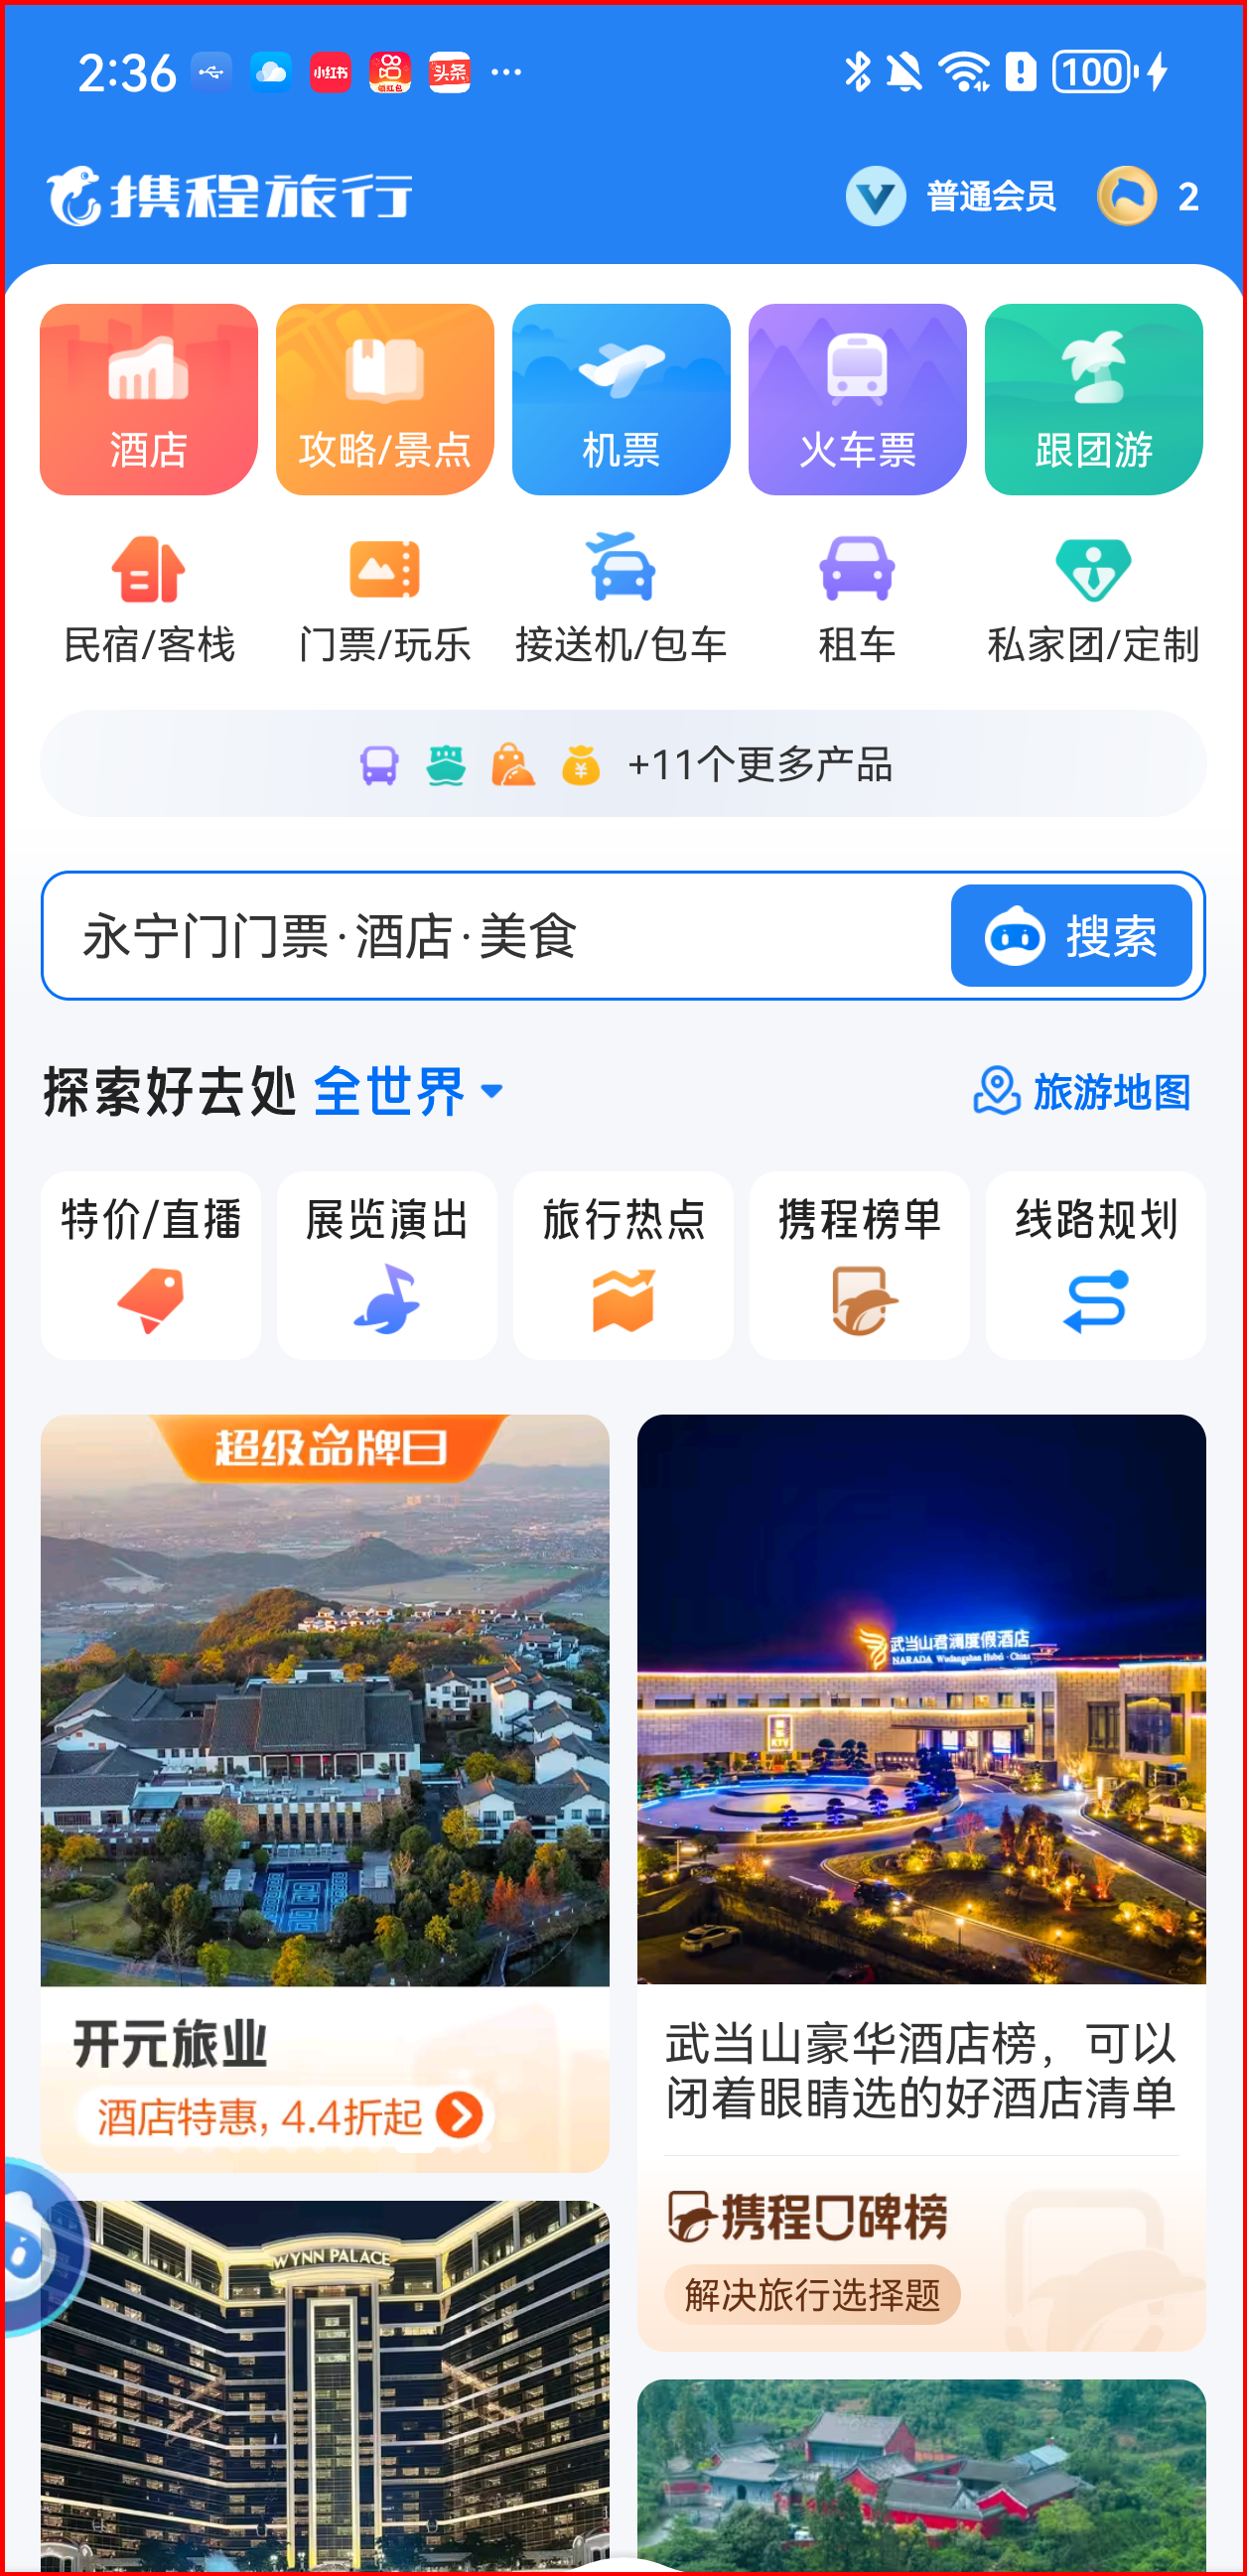 2:36
小红书
领红包
头条
100
携程旅行
普通会员
2
酒店
攻略/景点
机票
火车票
跟团游
民宿/客栈
门票/玩乐
接送机/包车
租车
私家团/定制
+11个更多产品
永宁门门票·酒店·美食
搜索
探索好去处 全世界
旅游地图
特价/直播
展览演出
旅行热点
携程榜单
线路规划
超级品牌日
开元旅业
酒店特惠, 4.4折起
武当山君澜度假酒店
NARADA Wudangshan Hubei · China
KTV
武当山豪华酒店榜，可以
闭着眼睛选的好酒店清单
携程口碑榜
解决旅行选择题
WYNN PALACE